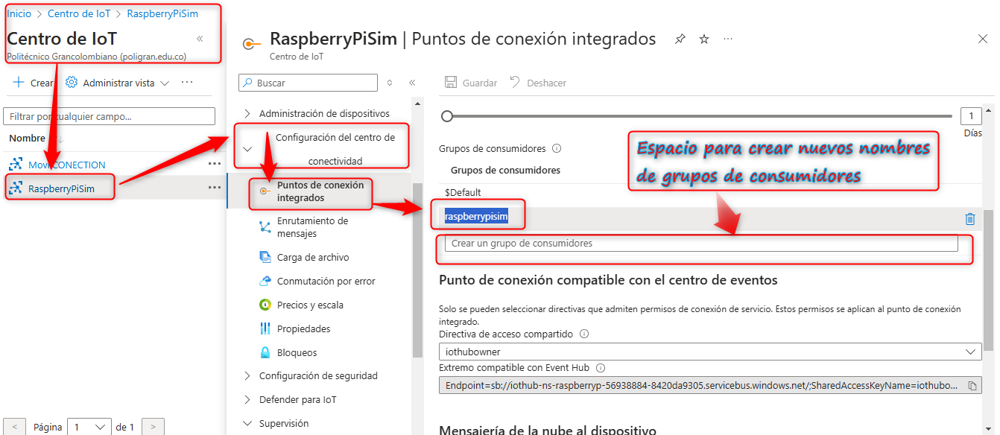 Inicio > Centro de IoT > RaspberryPiSim
Centro de IoT «
Politécnico Grancolombiano (poligran.edu.co)
+ Crear Administrar vista ...
Filtrar por cualquier campo...
Nombre
MoviCONECTION ...
RaspberryPiSim ...
< Página 1 de 1 >
RaspberryPiSim | Puntos de conexión integrados ...
Centro de IoT
Buscar «
Administración de dispositivos
Configuración del centro de
conectividad
Puntos de conexión
integrados
Enrutamiento de
mensajes
Carga de archivo
Conmutación por error
Precios y escala
Propiedades
Bloqueos
Configuración de seguridad
Defender para IoT
Supervisión
Guardar Deshacer
1
Días
Grupos de consumidores
Grupos de consumidores
Espacio para crear nuevos nombres
de grupos de consumidores
$Default
raspberrypisim
Crear un grupo de consumidores
Punto de conexión compatible con el centro de eventos
Solo se pueden seleccionar directivas que admiten permisos de conexión de servicio. Estos permisos se aplican al punto de conexión
integrado.
Directiva de acceso compartido
iothubowner
Extremo compatible con Event Hub
Endpoint=sb://iothub-ns-raspberryp-56938884-8420da9305.servicebus.windows.net/;SharedAccessKeyName=iothubo...
Mensajería de la nube al dispositivo